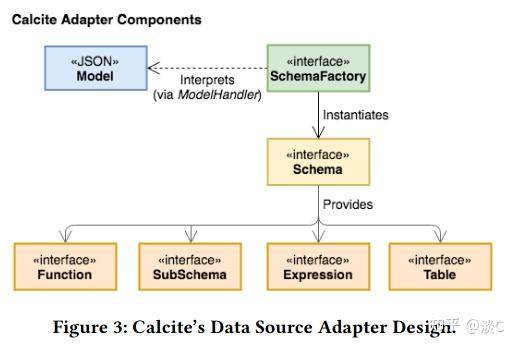 Calcite Adapter Components
«JSON»
Model
Interprets
(via ModelHandler)
«interface»
SchemaFactory
Instantiates
«interface»
Schema
Provides
«interface»
Function
«interface»
SubSchema
«interface»
Expression
«interface»
Table
Figure 3: Calcite's Data Source Adapter Design.
知乎 @淡C